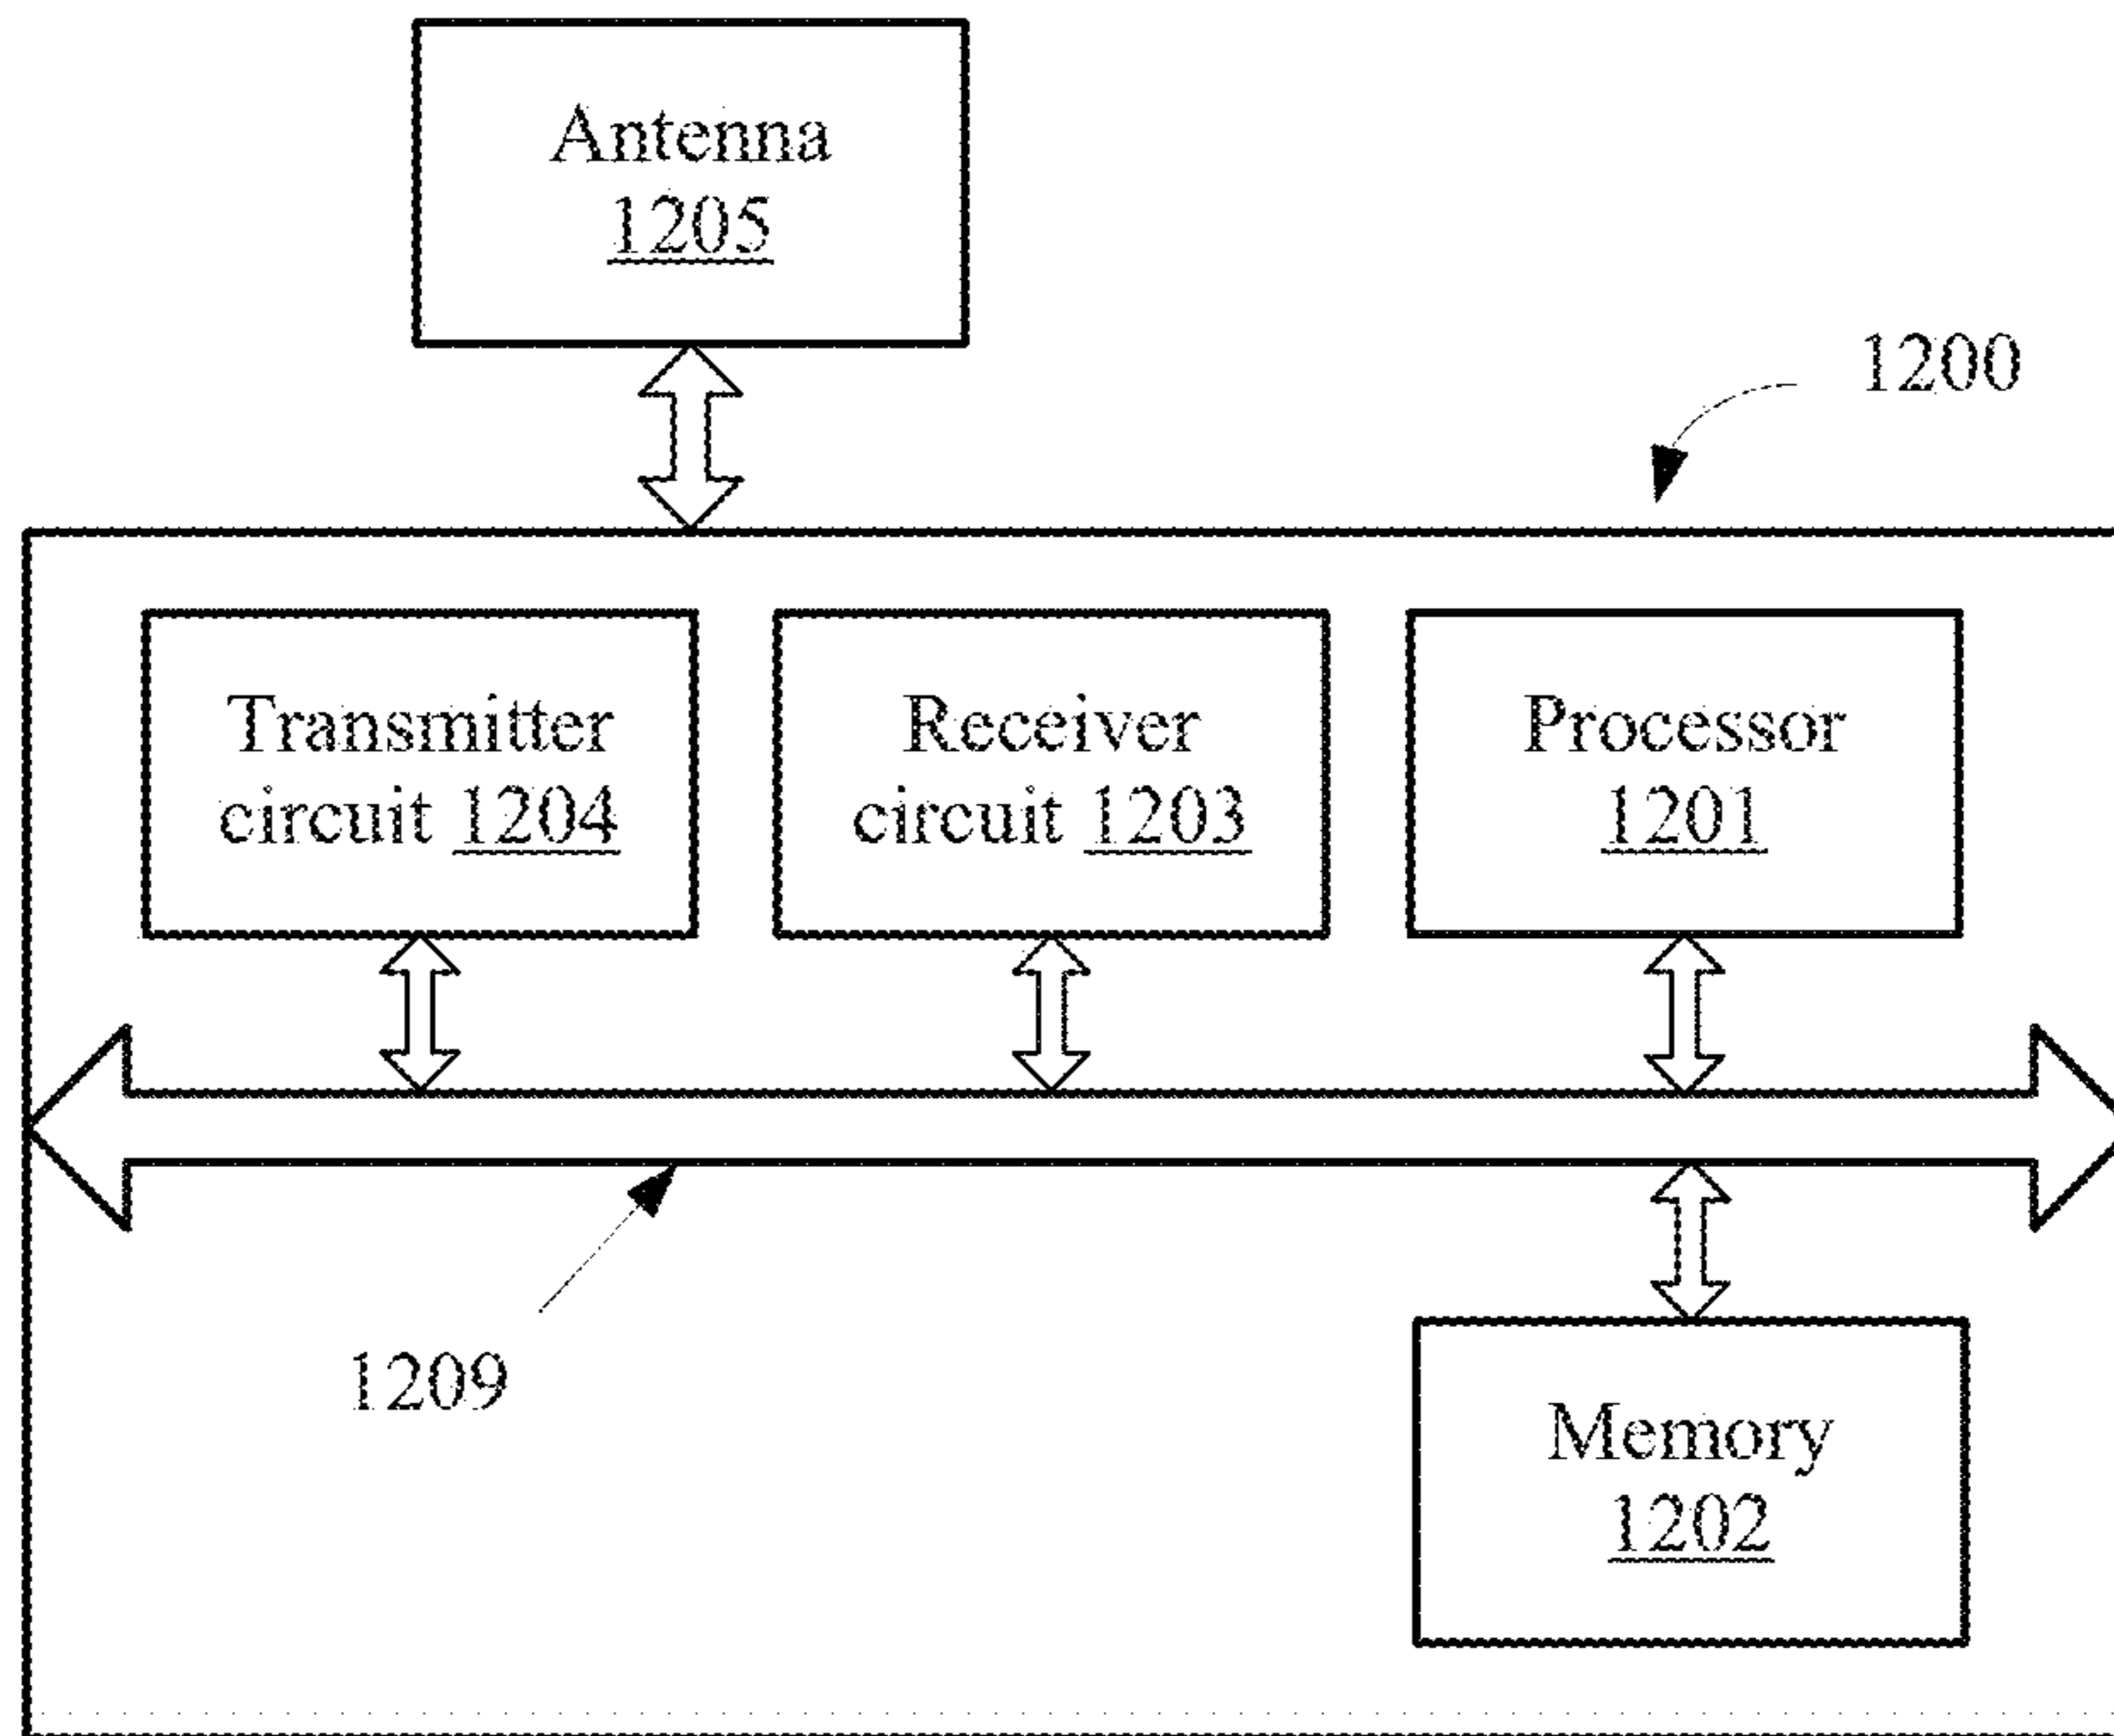 Antenna
1205
1200
Transmitter
circuit 1204
Receiver
circuit 1203
Processor
1201
1209
Memory
1202